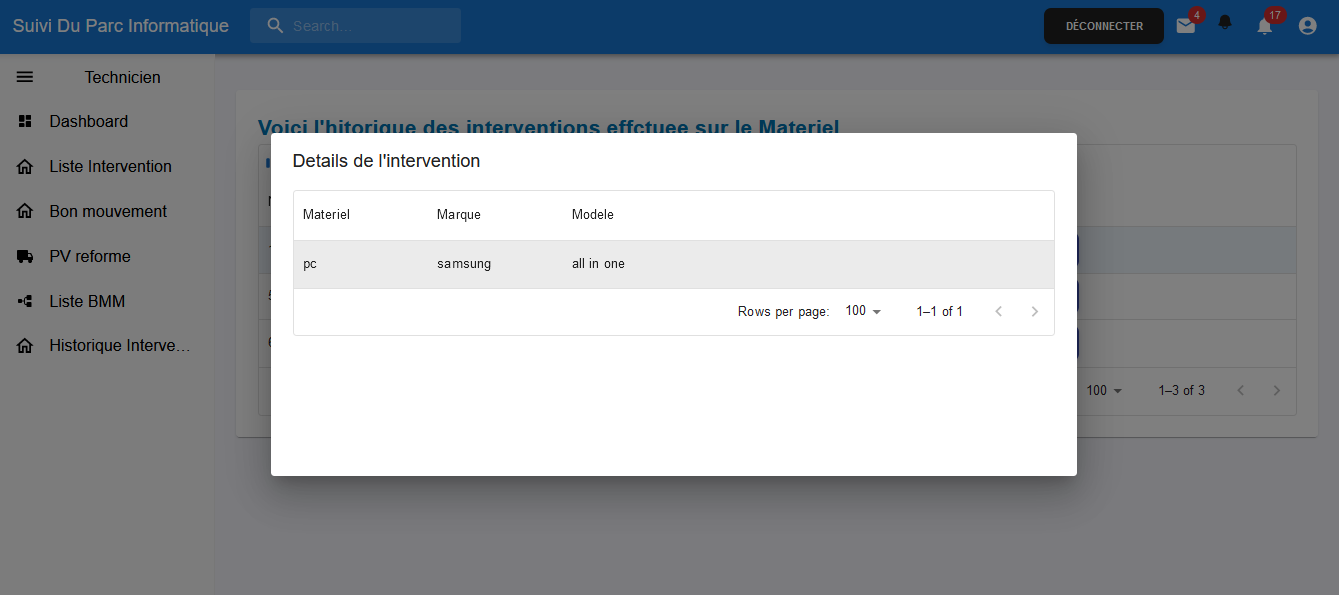 Suivi Du Parc Informatique
Search...
DÉCONNECTER
4
17
Technicien
Dashboard
Liste Intervention
Bon mouvement
PV reforme
Liste BMM
Historique Interve...
Voici l'hitorique des interventions effctuee sur le Materiel
Details de l'intervention
Materiel Marque Modele
pc samsung all in one
Rows per page: 100 1–1 of 1
100 1–3 of 3